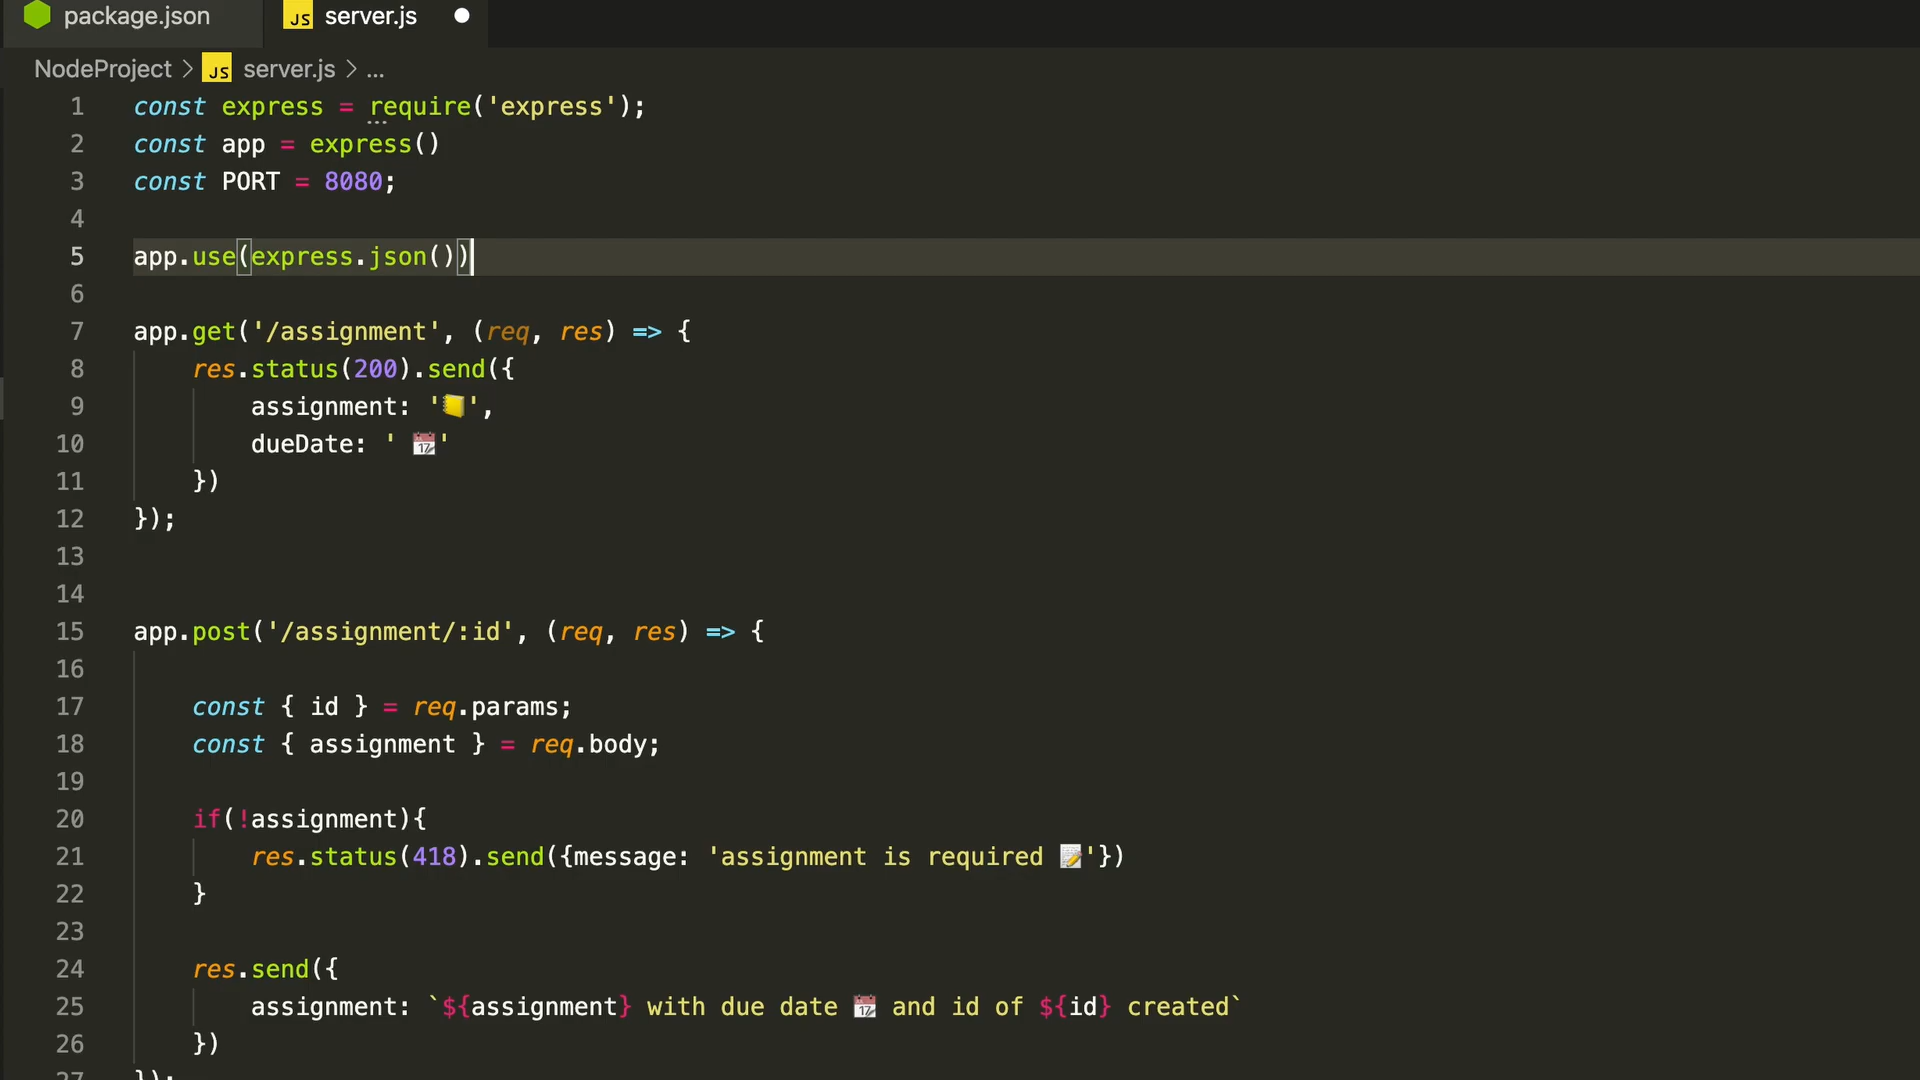 package.json
JS server.js
NodeProject > JS server.js > ...
1 const express = require('express');
2 const app = express()
3 const PORT = 8080;
4
5 app.use(express.json())
6
7 app.get('/assignment', (req, res) => {
8     res.status(200).send({
9         assignment: '📒',
10         dueDate: ' 📆'
11     })
12 });
13
14
15 app.post('/assignment/:id', (req, res) => {
16
17     const { id } = req.params;
18     const { assignment } = req.body;
19
20     if(!assignment){
21         res.status(418).send({message: 'assignment is required 📝'})
22     }
23
24     res.send({
25         assignment: `${assignment} with due date 📆 and id of ${id} created`
26     })
27 });